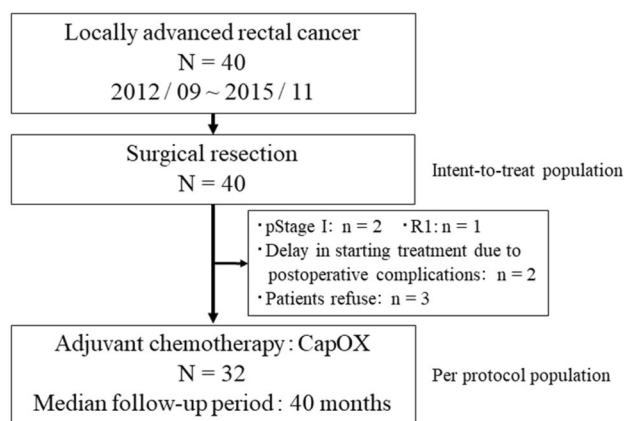 Locally advanced rectal cancer
N = 40
2012 / 09 ~ 2015 / 11
Surgical resection
N = 40
Intent-to-treat population
・pStage I: n = 2 ・R1: n = 1
・Delay in starting treatment due to
postoperative complications: n = 2
・Patients refuse: n = 3
Adjuvant chemotherapy : CapOX
N = 32
Median follow-up period : 40 months
Per protocol population